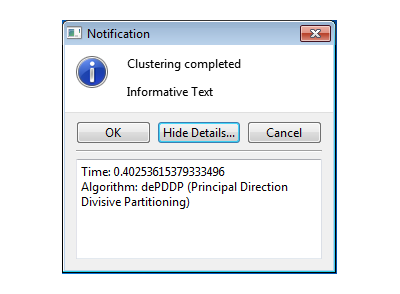 Notification
Clustering completed
Informative Text
OK
Hide Details...
Cancel
Time: 0.40253615379333496
Algorithm: dePDDP (Principal Direction
Divisive Partitioning)